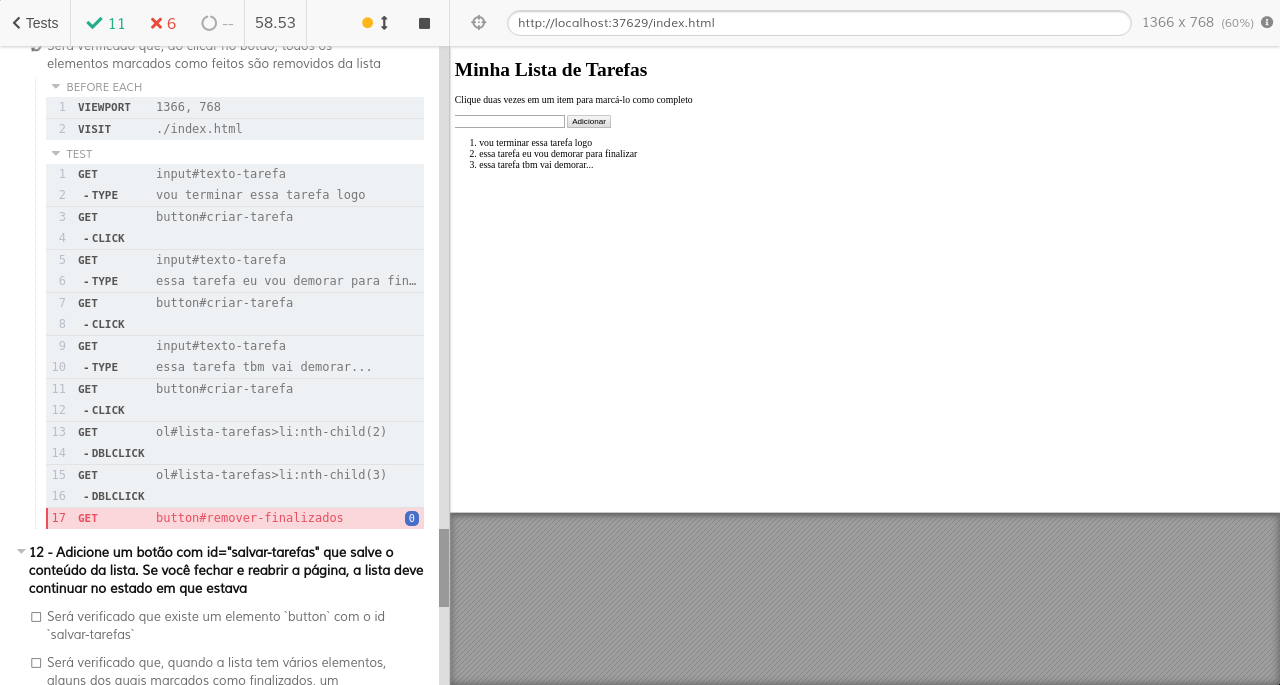 Tests 11 6 -- 58.53
http://localhost:37629/index.html 1366 x 768 (60%)
Será verificado que, ao clicar no botão, todos os
elementos marcados como feitos são removidos da lista
BEFORE EACH
1 VIEWPORT 1366, 768
2 VISIT ./index.html
TEST
1 GET input#texto-tarefa
2 -TYPE vou terminar essa tarefa logo
3 GET button#criar-tarefa
4 -CLICK
5 GET input#texto-tarefa
6 -TYPE essa tarefa eu vou demorar para fin…
7 GET button#criar-tarefa
8 -CLICK
9 GET input#texto-tarefa
10 -TYPE essa tarefa tbm vai demorar...
11 GET button#criar-tarefa
12 -CLICK
13 GET ol#lista-tarefas>li:nth-child(2)
14 -DBLCLICK
15 GET ol#lista-tarefas>li:nth-child(3)
16 -DBLCLICK
17 GET button#remover-finalizados 0
12 - Adicione um botão com id="salvar-tarefas" que salve o
conteúdo da lista. Se você fechar e reabrir a página, a lista deve
continuar no estado em que estava
Será verificado que existe um elemento `button` com o id
`salvar-tarefas`
Será verificado que, quando a lista tem vários elementos,
alguns dos quais marcados como finalizados, um
Minha Lista de Tarefas
Clique duas vezes em um item para marcá-lo como completo
Adicionar
1. vou terminar essa tarefa logo
2. essa tarefa eu vou demorar para finalizar
3. essa tarefa tbm vai demorar...